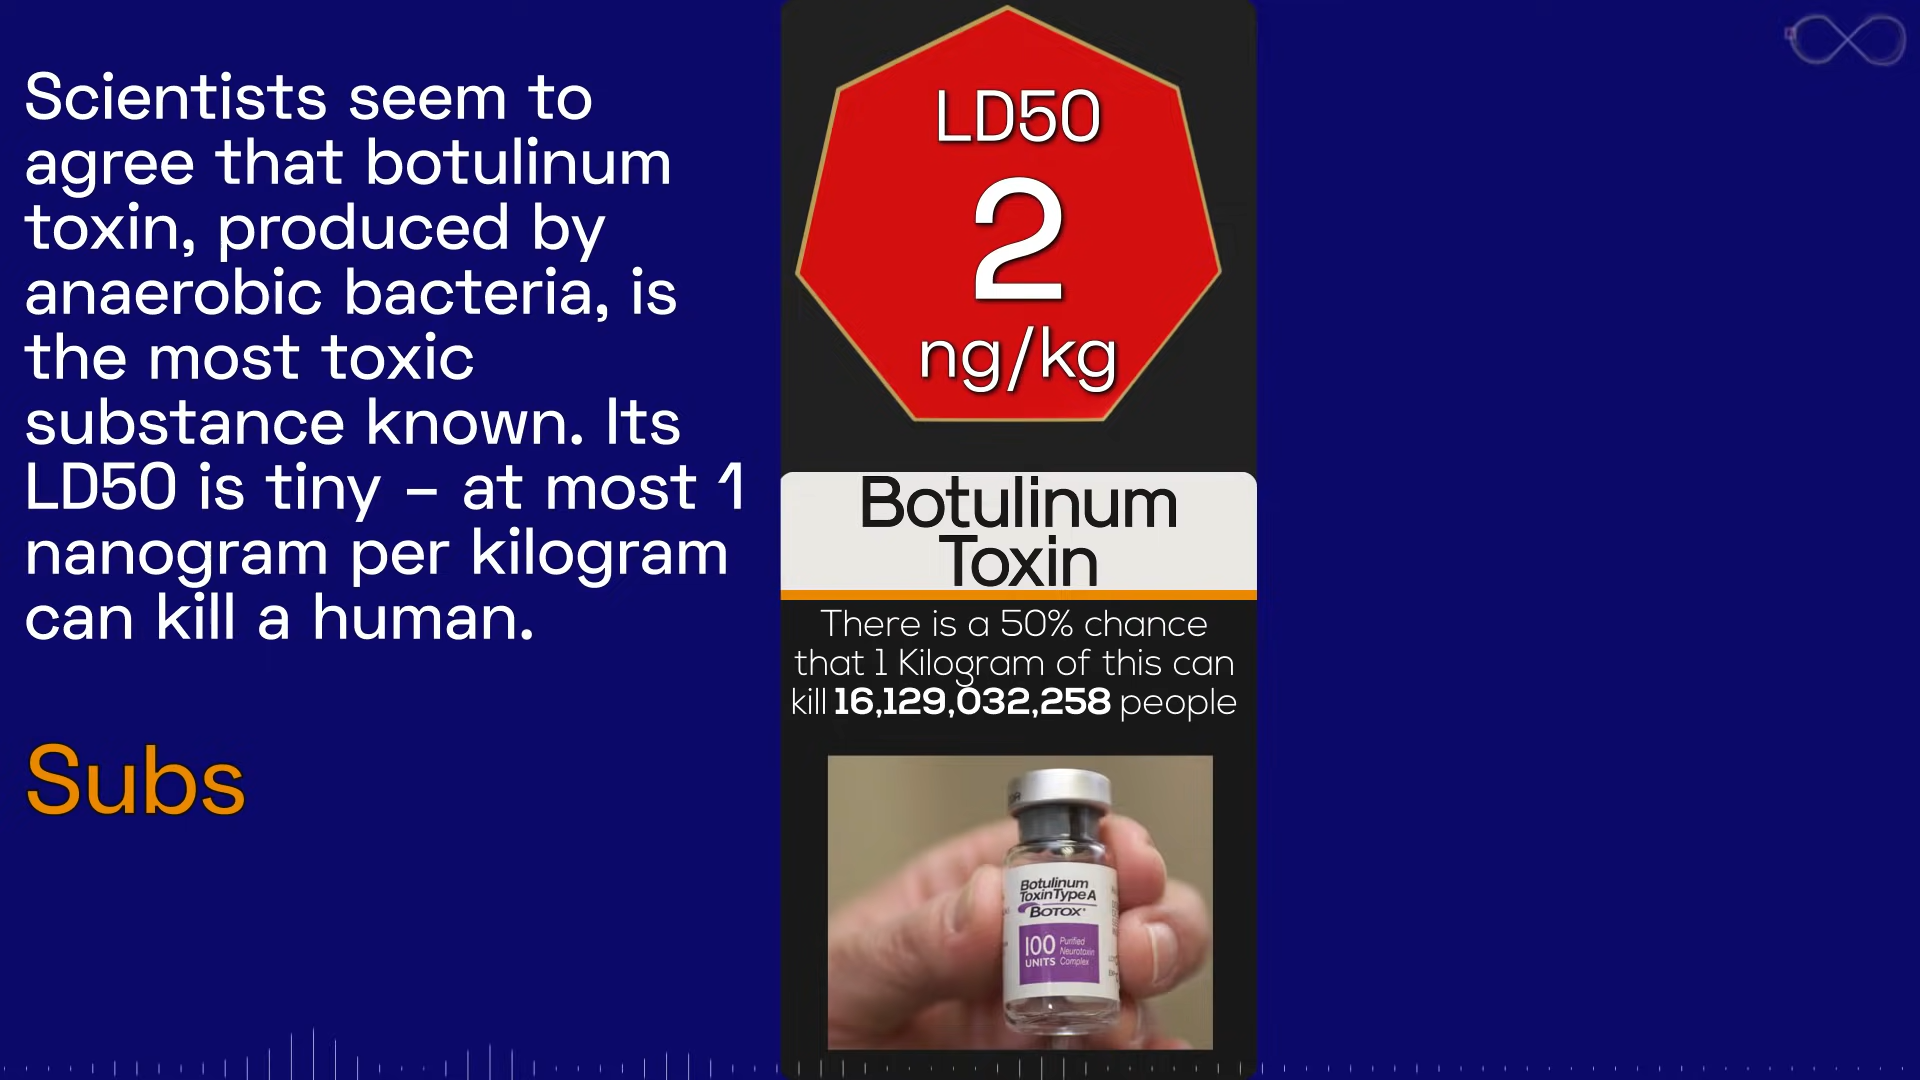 Scientists seem to
agree that botulinum
toxin, produced by
anaerobic bacteria, is
the most toxic
substance known. Its
LD50 is tiny – at most 1
nanogram per kilogram
can kill a human.
Subs
LD50
2
ng/kg
Botulinum
Toxin
There is a 50% chance
that 1 Kilogram of this can
kill 16,129,032,258 people
Botulinum
Toxin Type A
BOTOX®
100
UNITS
Purified
Neurotoxin
Complex